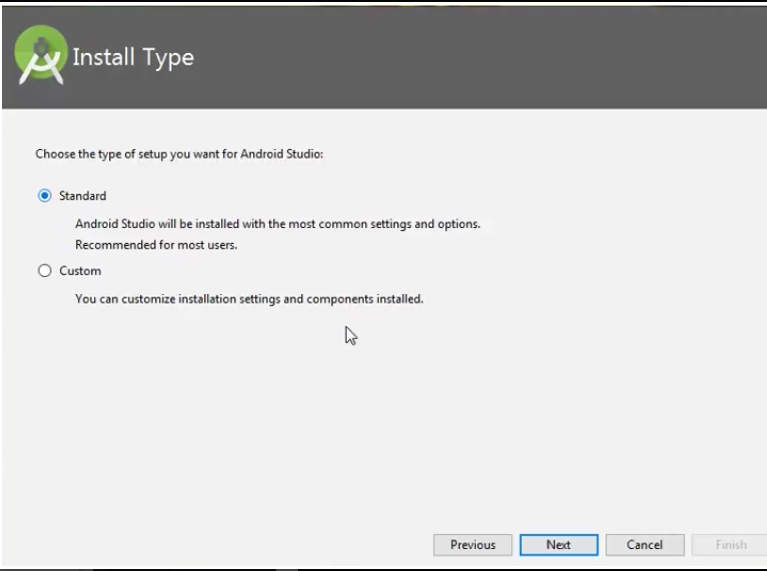 Install Type
Choose the type of setup you want for Android Studio:
Standard
Android Studio will be installed with the most common settings and options.
Recommended for most users.
Custom
You can customize installation settings and components installed.
Previous Next Cancel Finish